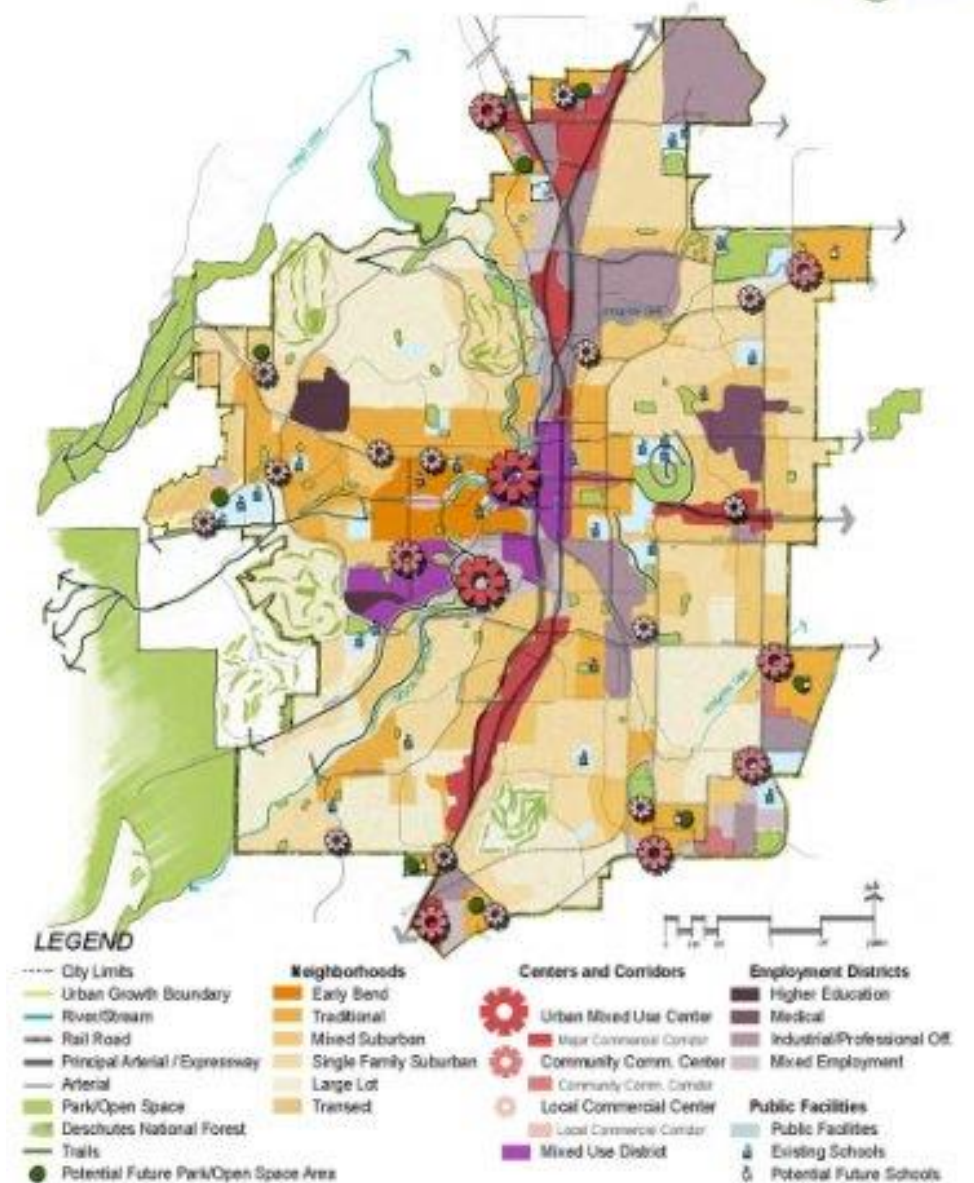 LEGEND
City Limits
Urban Growth Boundary
River/Stream
Rail Road
Principal Arterial / Expressway
Arterial
Park/Open Space
Deschutes National Forest
Trails
Potential Future Park/Open Space Area
Neighborhoods
Early Bend
Traditional
Mixed Suburban
Single Family Suburban
Large Lot
Transect
Centers and Corridors
Urban Mixed Use Center
Major Commercial Corridor
Community Comm. Center
Community Comm. Corridor
Local Commercial Center
Local Commercial Corridor
Mixed Use District
Employment Districts
Higher Education
Medical
Industrial/Professional Off.
Mixed Employment
Public Facilities
Public Facilities
Existing Schools
Potential Future Schools